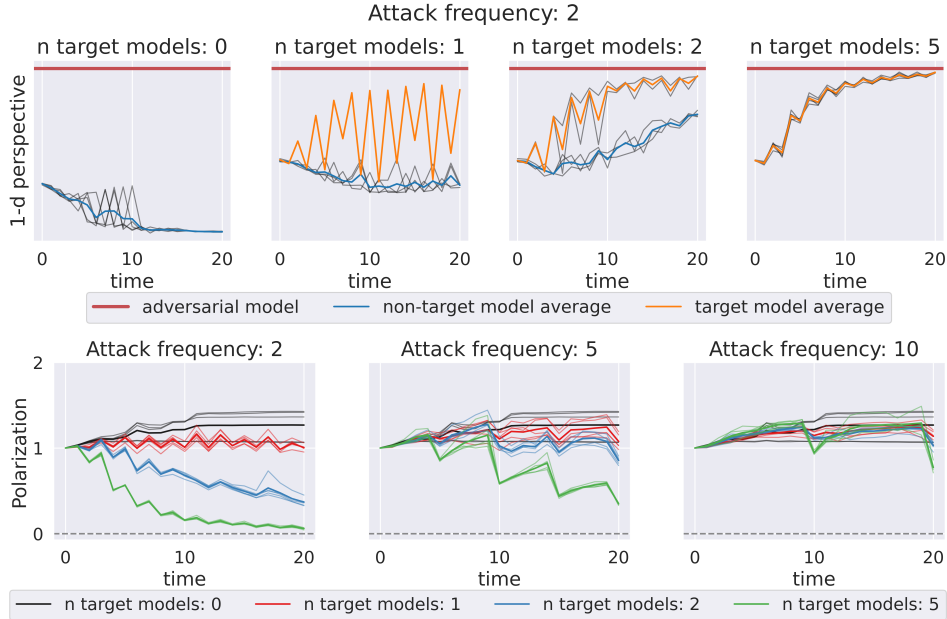 Attack frequency: 2
n target models: 0
n target models: 1
n target models: 2
n target models: 5
1-d perspective
0 10 20
0 10 20
0 10 20
0 10 20
time
time
time
time
adversarial model
non-target model average
target model average
Attack frequency: 2
Attack frequency: 5
Attack frequency: 10
Polarization
2
1
0
0 10 20
0 10 20
0 10 20
time
time
time
n target models: 0
n target models: 1
n target models: 2
n target models: 5